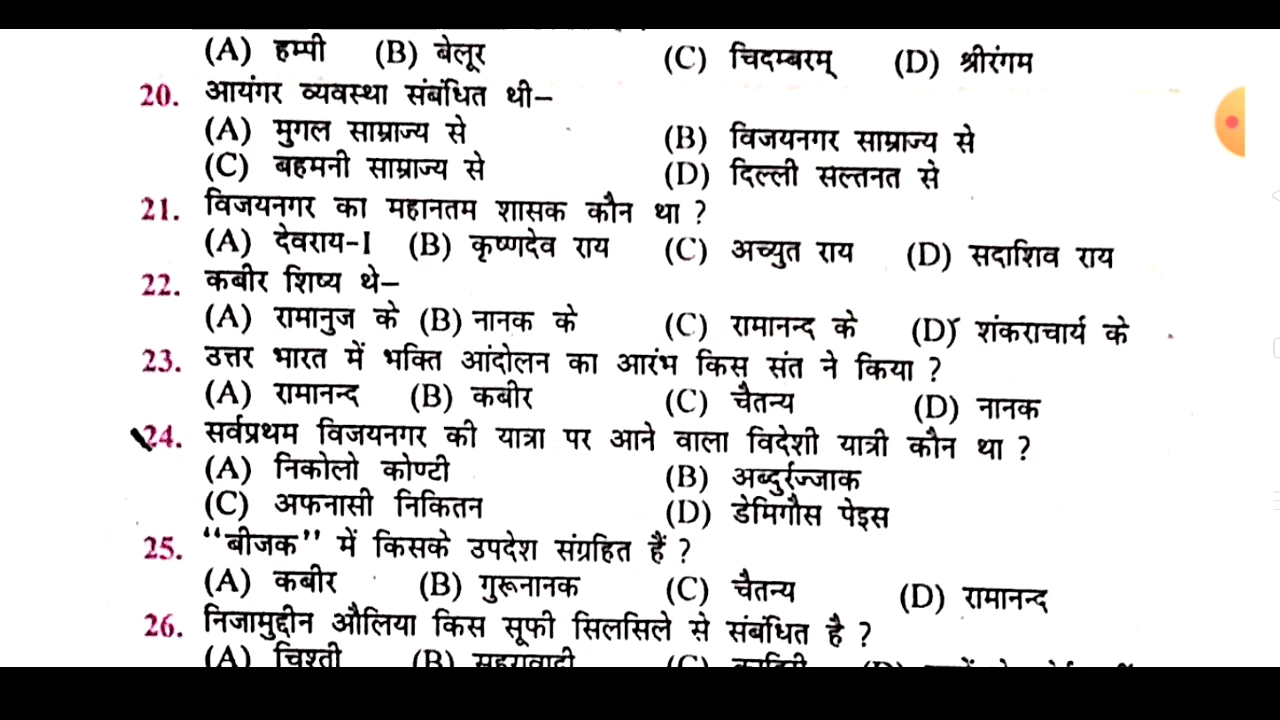 (A) हम्पी (B) बेलूर (C) चिदम्बरम् (D) श्रीरंगम
20. आयंगर व्यवस्था संबंधित थी–
(A) मुगल साम्राज्य से (B) विजयनगर साम्राज्य से
(C) बहमनी साम्राज्य से (D) दिल्ली सल्तनत से
21. विजयनगर का महानतम शासक कौन था ?
(A) देवराय-I (B) कृष्णदेव राय (C) अच्युत राय (D) सदाशिव राय
22. कबीर शिष्य थे–
(A) रामानुज के (B) नानक के (C) रामानन्द के (D) शंकराचार्य के
23. उत्तर भारत में भक्ति आंदोलन का आरंभ किस संत ने किया ?
(A) रामानन्द (B) कबीर (C) चैतन्य (D) नानक
24. सर्वप्रथम विजयनगर की यात्रा पर आने वाला विदेशी यात्री कौन था ?
(A) निकोलो कोण्टी (B) अब्दुर्रज्जाक
(C) अफनासी निकितन (D) डेमिगौस पेइस
25. “बीजक” में किसके उपदेश संग्रहित हैं ?
(A) कबीर (B) गुरूनानक (C) चैतन्य (D) रामानन्द
26. निजामुद्दीन औलिया किस सूफी सिलसिले से संबंधित है ?
(A) चिश्ती (B) (C) (D)